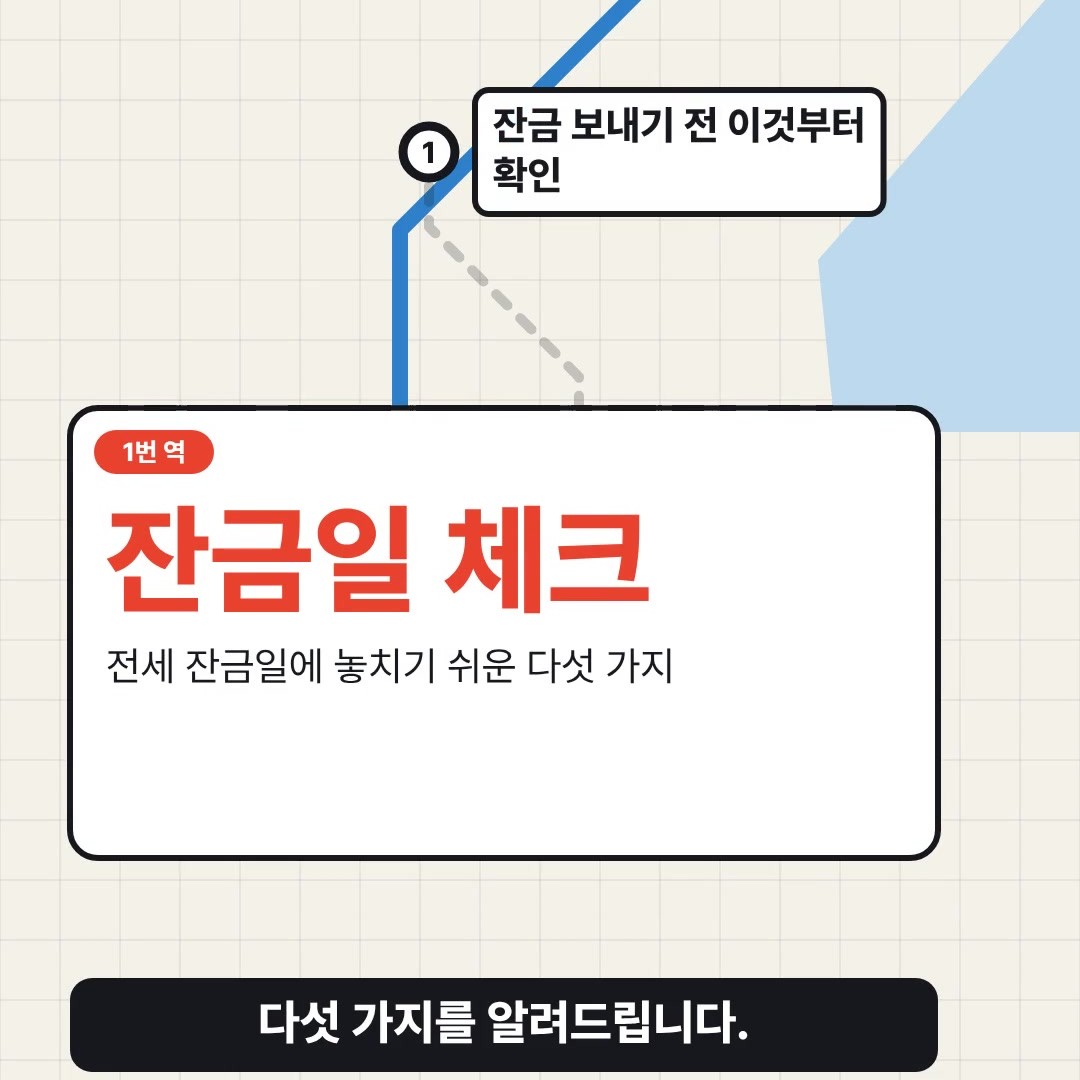 1
잔금 보내기 전 이것부터
확인
1번 역
잔금일 체크
전세 잔금일에 놓치기 쉬운 다섯 가지
다섯 가지를 알려드립니다.